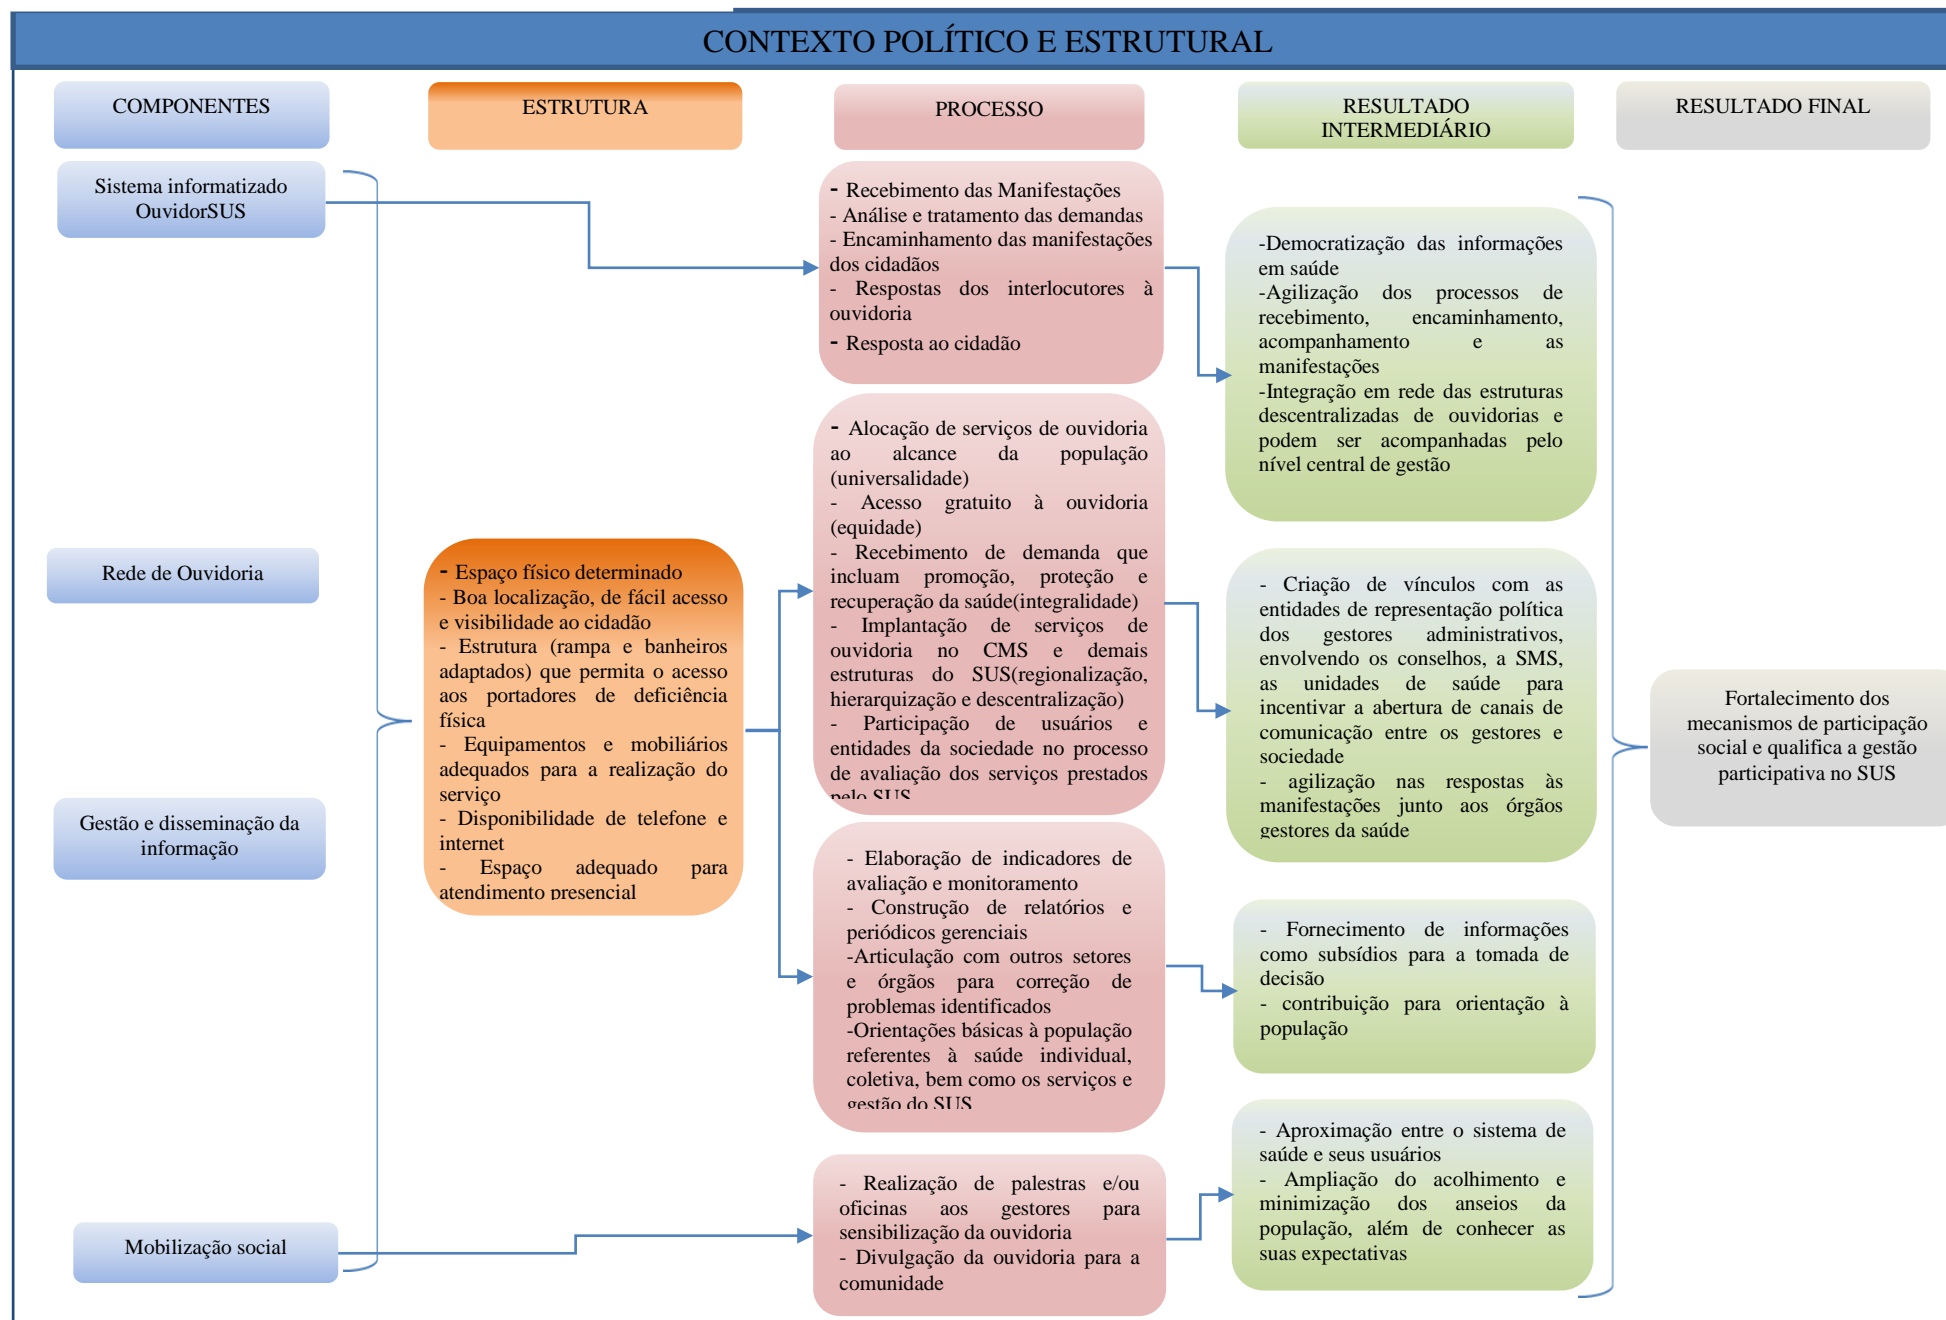 CONTEXTO POLÍTICO E ESTRUTURAL
COMPONENTES
ESTRUTURA
PROCESSO
RESULTADO
INTERMEDIÁRIO
RESULTADO FINAL
Sistema informatizado
OuvidorSUS
Rede de Ouvidoria
Gestão e disseminação da
informação
Mobilização social
- Espaço físico determinado
- Boa localização, de fácil acesso
e visibilidade ao cidadão
- Estrutura (rampa e banheiros
adaptados) que permita o acesso
aos portadores de deficiência
física
- Equipamentos e mobiliários
adequados para a realização do
serviço
- Disponibilidade de telefone e
internet
- Espaço adequado para
atendimento presencial
- Recebimento das Manifestações
- Análise e tratamento das demandas
- Encaminhamento das manifestações
dos cidadãos
- Respostas dos interlocutores à
ouvidoria
- Resposta ao cidadão
- Alocação de serviços de ouvidoria
ao alcance da população
(universalidade)
- Acesso gratuito à ouvidoria
(equidade)
- Recebimento de demanda que
incluam promoção, proteção e
recuperação da saúde(integralidade)
- Implantação de serviços de
ouvidoria no CMS e demais
estruturas do SUS(regionalização,
hierarquização e descentralização)
- Participação de usuários e
entidades da sociedade no processo
de avaliação dos serviços prestados
pelo SUS
- Elaboração de indicadores de
avaliação e monitoramento
- Construção de relatórios e
periódicos gerenciais
-Articulação com outros setores
e órgãos para correção de
problemas identificados
-Orientações básicas à população
referentes à saúde individual,
coletiva, bem como os serviços e
gestão do SUS
- Realização de palestras e/ou
oficinas aos gestores para
sensibilização da ouvidoria
- Divulgação da ouvidoria para a
comunidade
-Democratização das informações
em saúde
-Agilização dos processos de
recebimento, encaminhamento,
acompanhamento e as
manifestações
-Integração em rede das estruturas
descentralizadas de ouvidorias e
podem ser acompanhadas pelo
nível central de gestão
- Criação de vínculos com as
entidades de representação política
dos gestores administrativos,
envolvendo os conselhos, a SMS,
as unidades de saúde para
incentivar a abertura de canais de
comunicação entre os gestores e
sociedade
- agilização nas respostas às
manifestações junto aos órgãos
gestores da saúde
- Fornecimento de informações
como subsídios para a tomada de
decisão
- contribuição para orientação à
população
- Aproximação entre o sistema de
saúde e seus usuários
- Ampliação do acolhimento e
minimização dos anseios da
população, além de conhecer as
suas expectativas
Fortalecimento dos
mecanismos de participação
social e qualifica a gestão
participativa no SUS